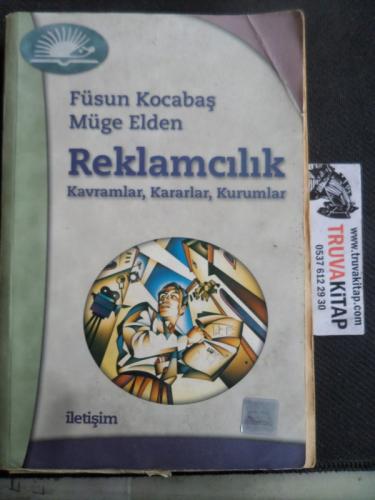 Füsun Kocabaş
Müge Elden
Reklamcılık
Kavramlar, Kararlar, Kurumlar
iletişim
www.truvakitap.com
TRUVAKiTAP
0537 612 29 30